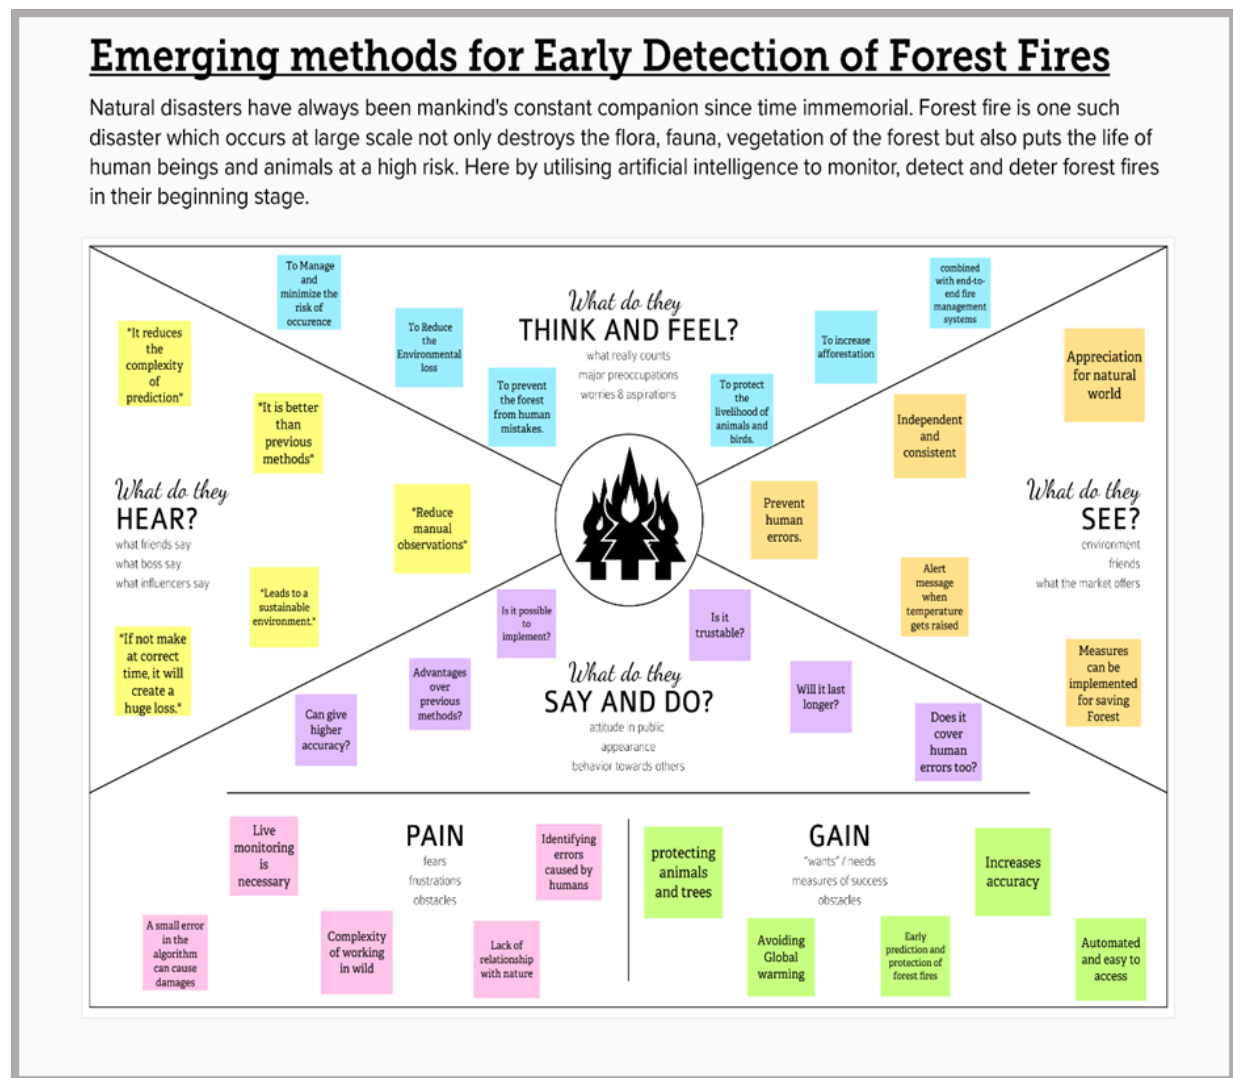 Emerging methods for Early Detection of Forest Fires
Natural disasters have always been mankind's constant companion since time immemorial. Forest fire is one such
disaster which occurs at large scale not only destroys the flora, fauna, vegetation of the forest but also puts the life of
human beings and animals at a high risk. Here by utilising artificial intelligence to monitor, detect and deter forest fires
in their beginning stage.
What do they
THINK AND FEEL?
what really counts
major preoccupations
worries & aspirations
To Manage
and
minimize the
risk of
occurence
To Reduce
the
Environmental
loss
To prevent
the forest
from human
mistakes.
To protect
the
livelihood of
animals and
birds.
To increase
afforestation
combined
with end-to-
end fire
management
systems
What do they
HEAR?
what friends say
what boss say
what influencers say
"It reduces
the
complexity
of
prediction"
"It is better
than
previous
methods"
"Reduce
manual
observations"
"Leads to a
sustainable
environment."
"If not make
at correct
time, it will
create a
huge loss."
What do they
SEE?
environment
friends
what the market offers
Appreciation
for natural
world
Independent
and
consistent
Prevent
human
errors.
Alert
message
when
temperature
gets raised
Measures
can be
implemented
for saving
Forest
What do they
SAY AND DO?
attitude in public
appearance
behavior towards others
Is it possible
to
implement?
Advantages
over
previous
methods?
Can give
higher
accuracy?
Is it
trustable?
Will it last
longer?
Does it
cover
human
errors too?
PAIN
fears
frustrations
obstacles
Live
monitoring
is
necessary
Identifying
errors
caused by
humans
A small error
in the
algorithm
can cause
damages
Complexity
of working
in wild
Lack of
relationship
with nature
GAIN
"wants" / needs
measures of success
obstacles
protecting
animals
and trees
Increases
accuracy
Avoiding
Global
warming
Early
prediction and
protection of
forest fires
Automated
and easy to
access